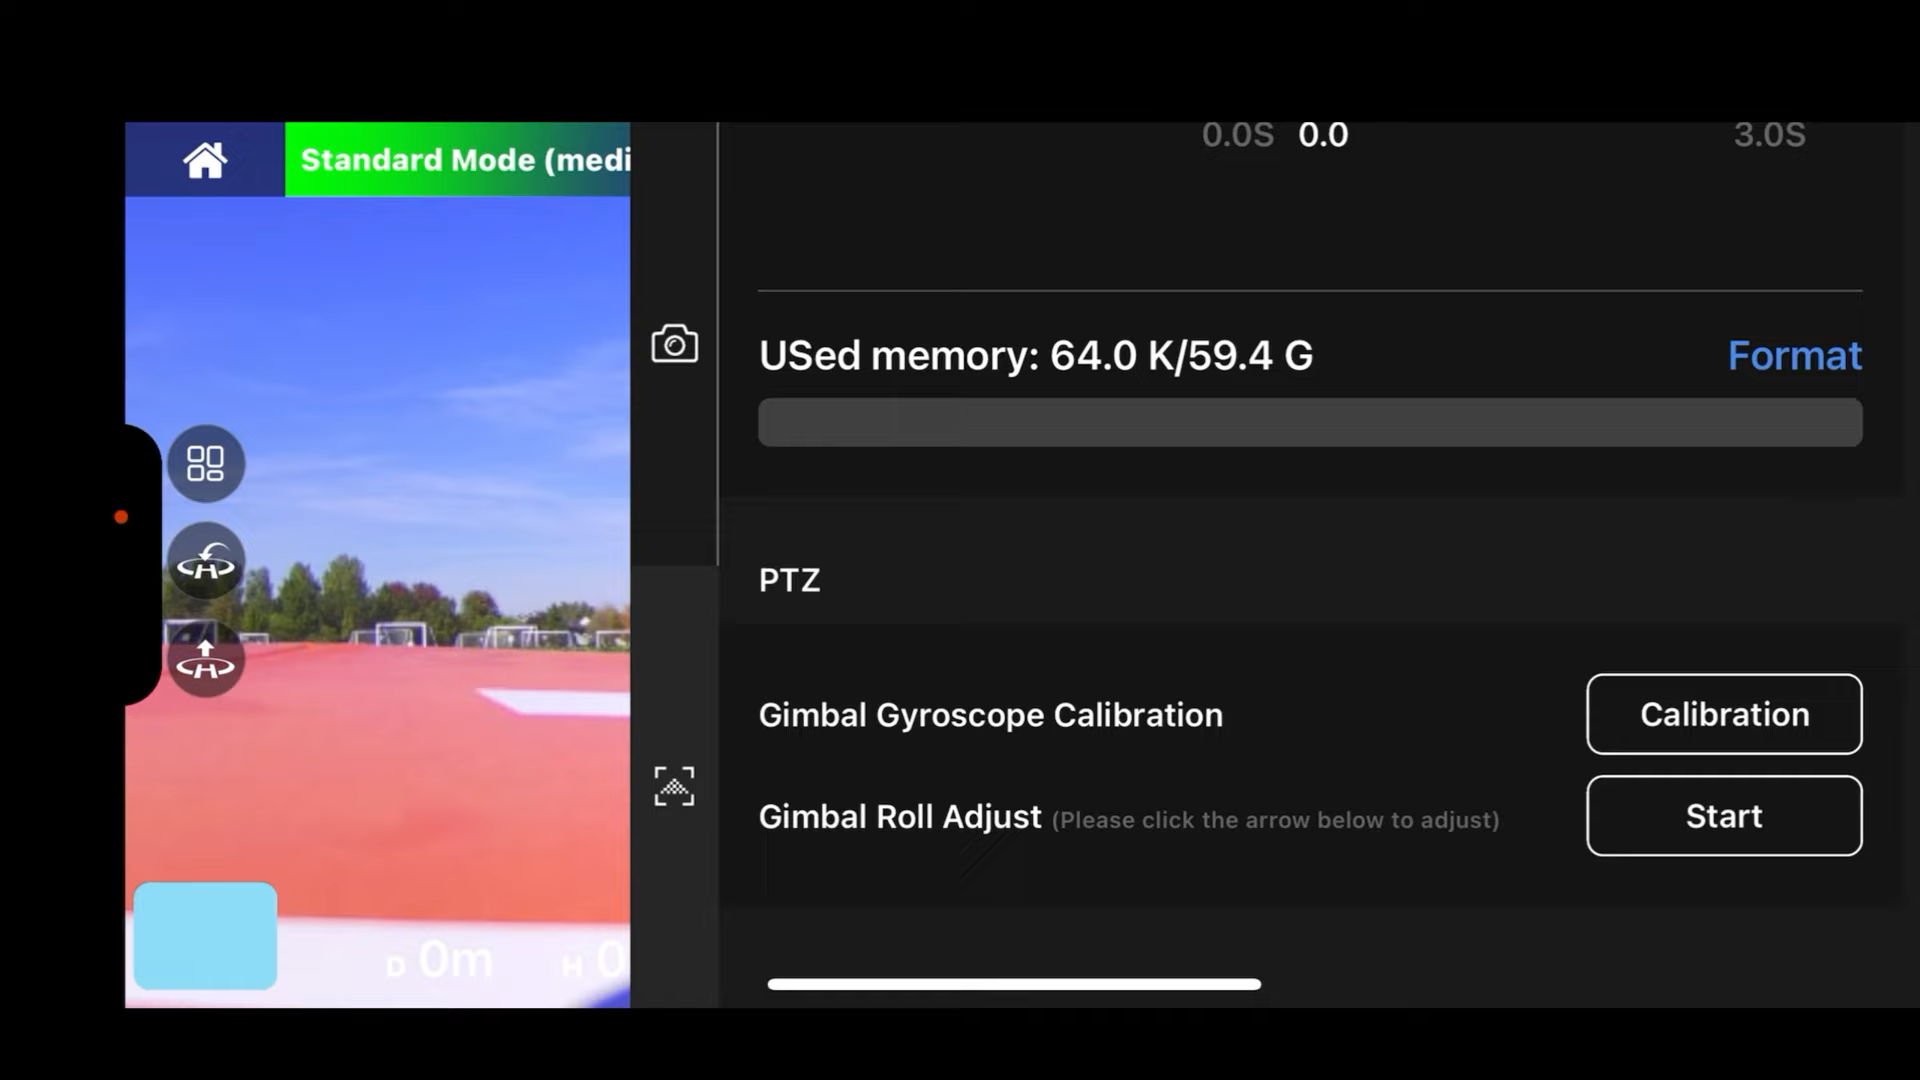 Standard Mode (medi
0.0S 0.0 3.0S
USed memory: 64.0 K/59.4 G
Format
PTZ
Gimbal Gyroscope Calibration
Calibration
Gimbal Roll Adjust (Please click the arrow below to adjust)
Start
D 0m H 0